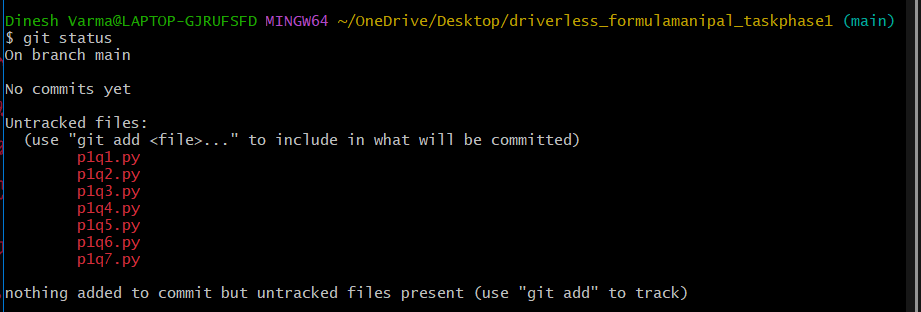 Dinesh Varma@LAPTOP-GJRUFSFD MINGW64 ~/OneDrive/Desktop/driverless_formulamanipal_taskphase1 (main)
$ git status
On branch main
No commits yet
Untracked files:
(use "git add <file>..." to include in what will be committed)
p1q1.py
p1q2.py
p1q3.py
p1q4.py
p1q5.py
p1q6.py
p1q7.py
nothing added to commit but untracked files present (use "git add" to track)